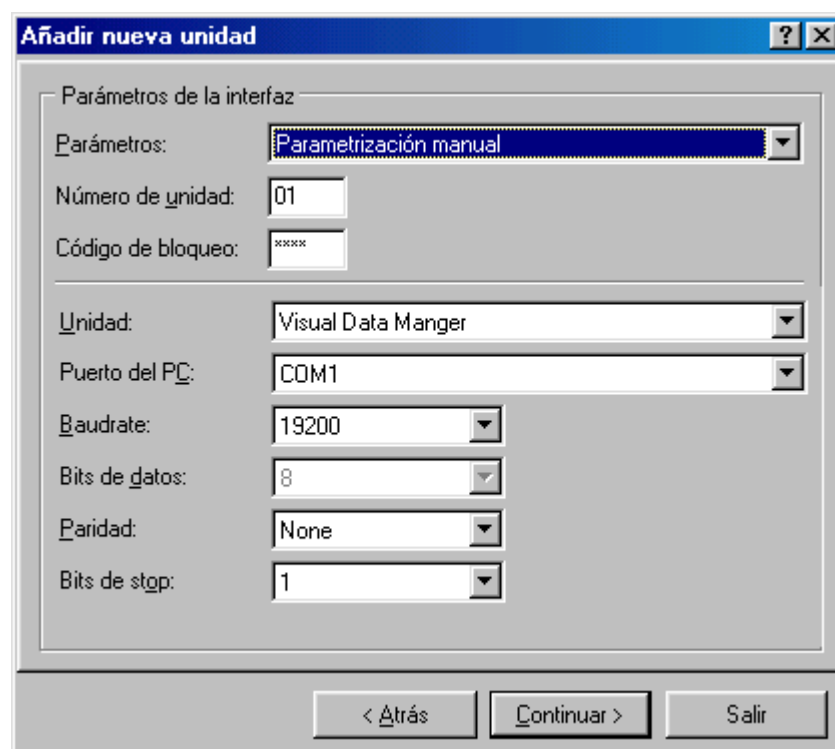 Añadir nueva unidad
Parámetros de la interfaz
Parámetros: Parametrización manual
Número de unidad: 01
Código de bloqueo: ****
Unidad: Visual Data Manger
Puerto del PC: COM1
Baudrate: 19200
Bits de datos: 8
Paridad: None
Bits de stop: 1
< Atrás Continuar > Salir